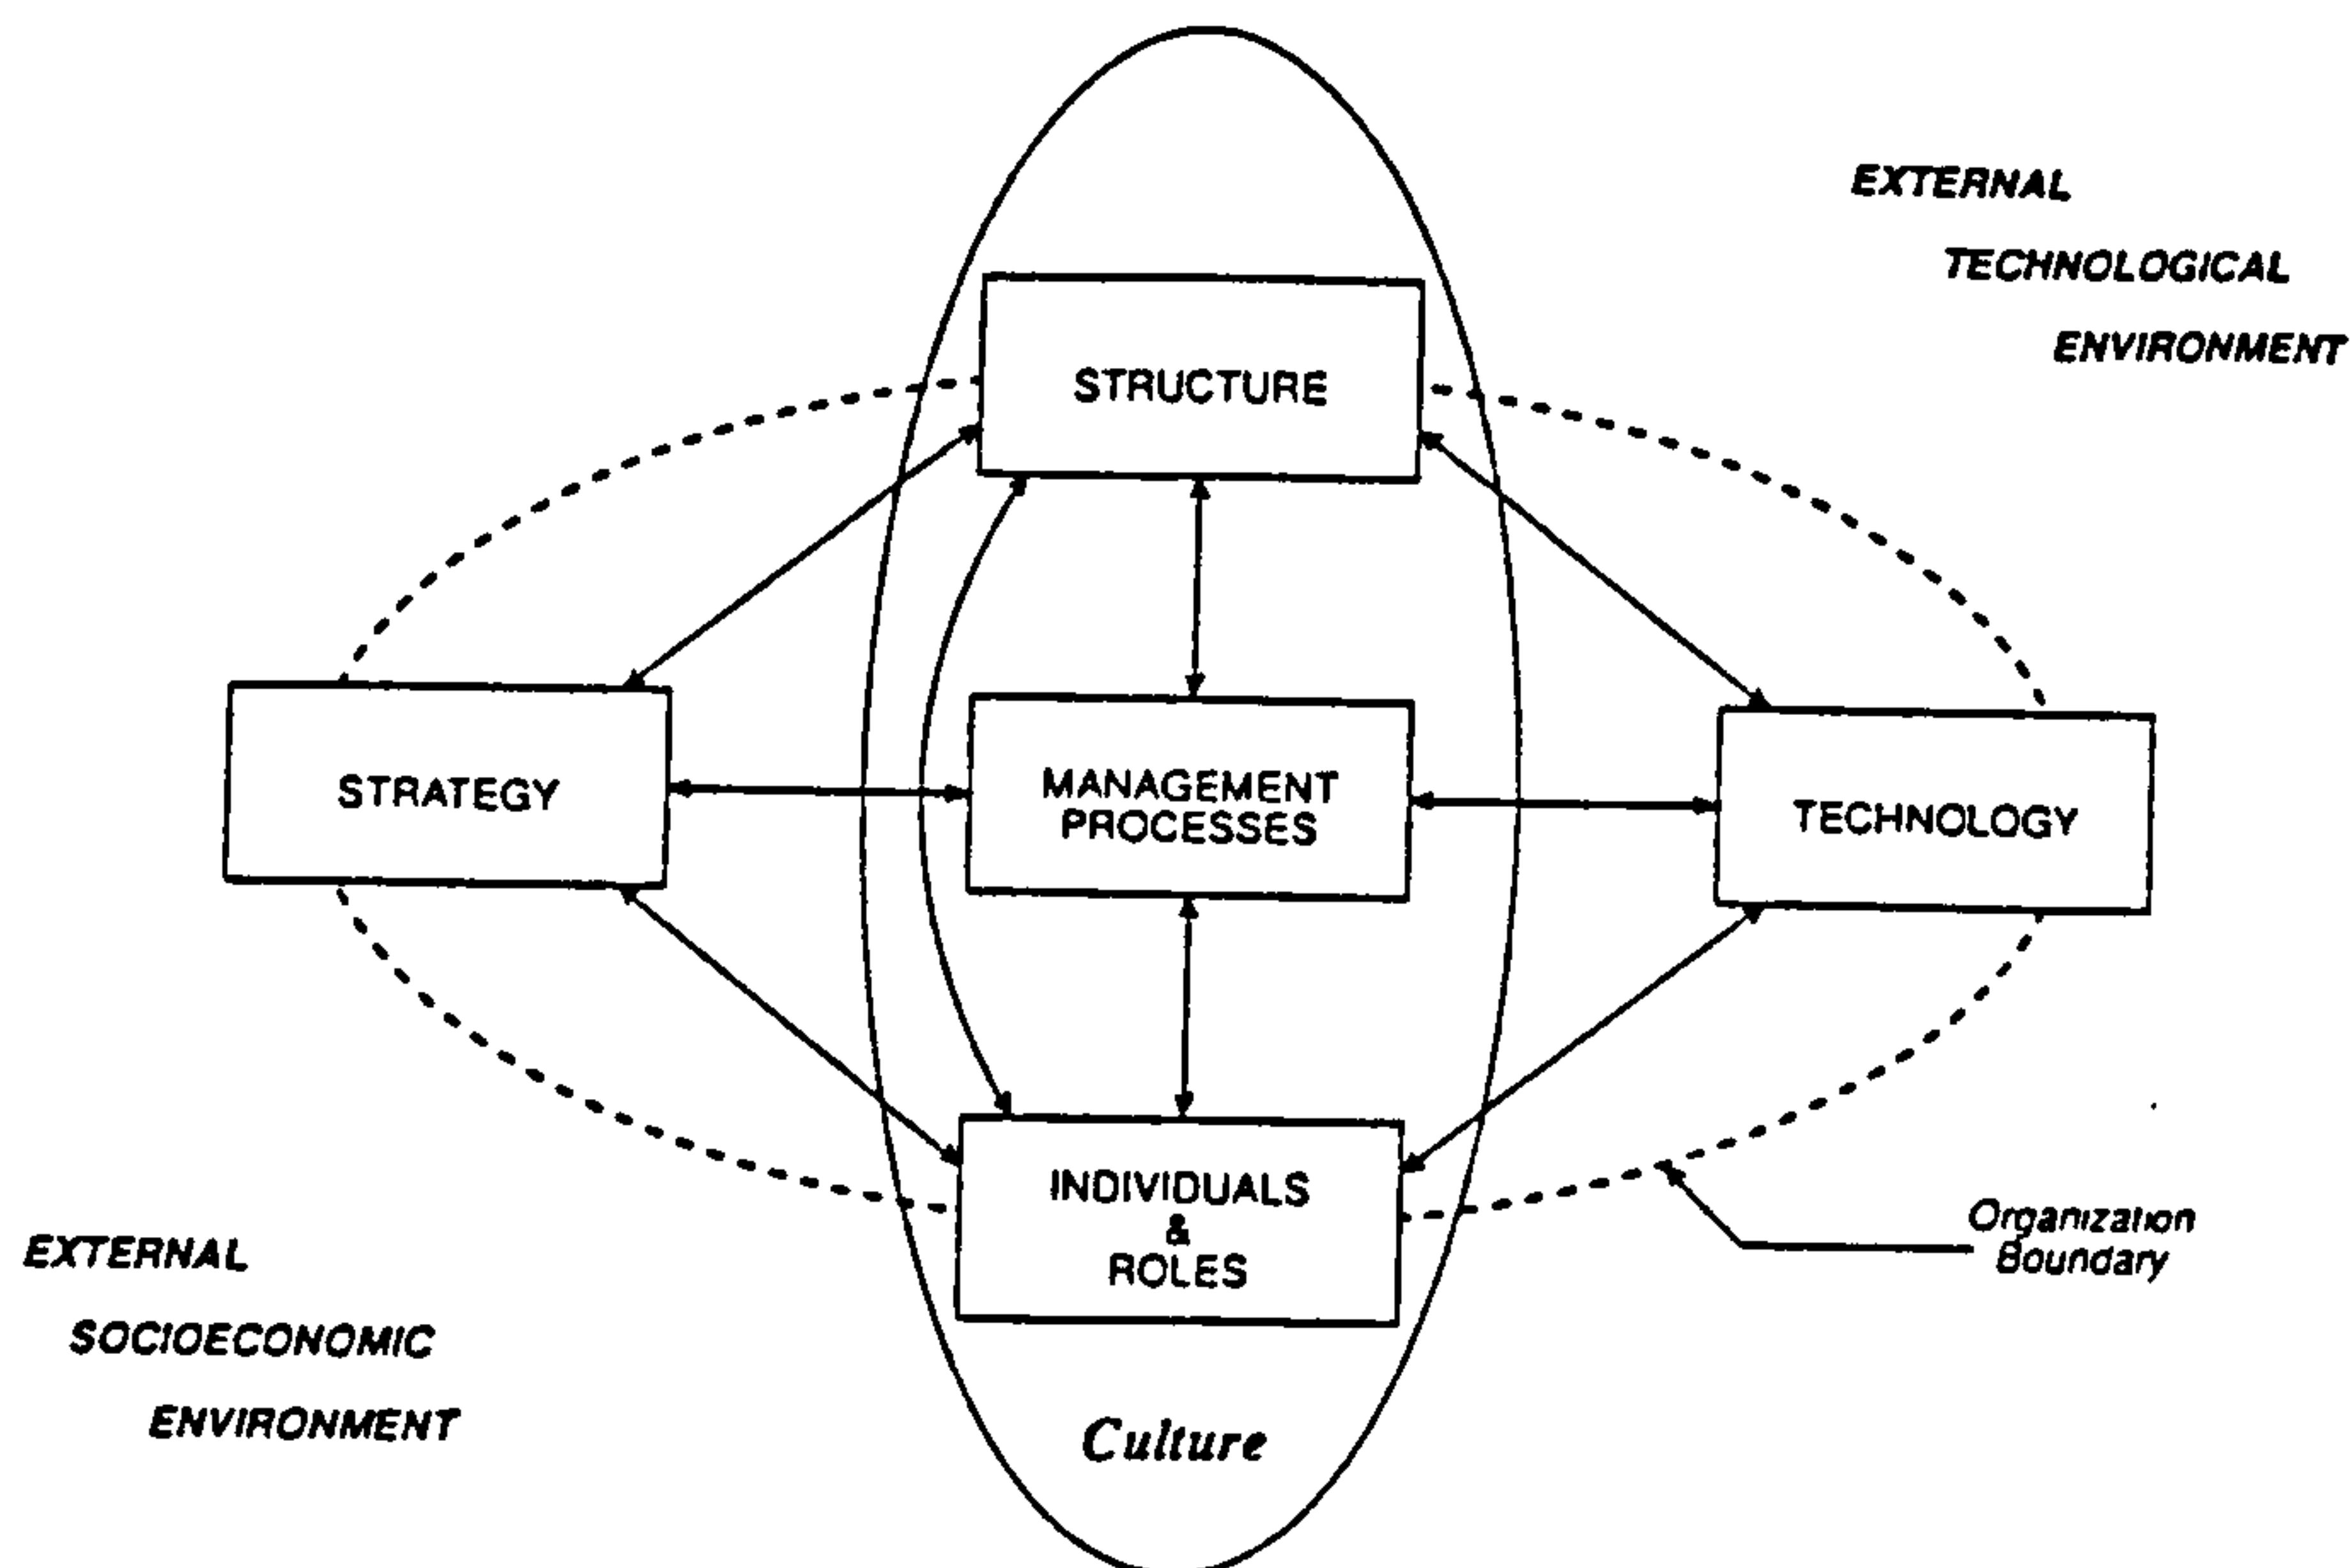 EXTERNAL
TECHNOLOGICAL
ENVIRONMENT
STRUCTURE
STRATEGY
MANAGEMENT
PROCESSES
TECHNOLOGY
INDIVIDUALS
&
ROLES
Organization
Boundary
EXTERNAL
SOCIOECONOMIC
ENVIRONMENT
Culture